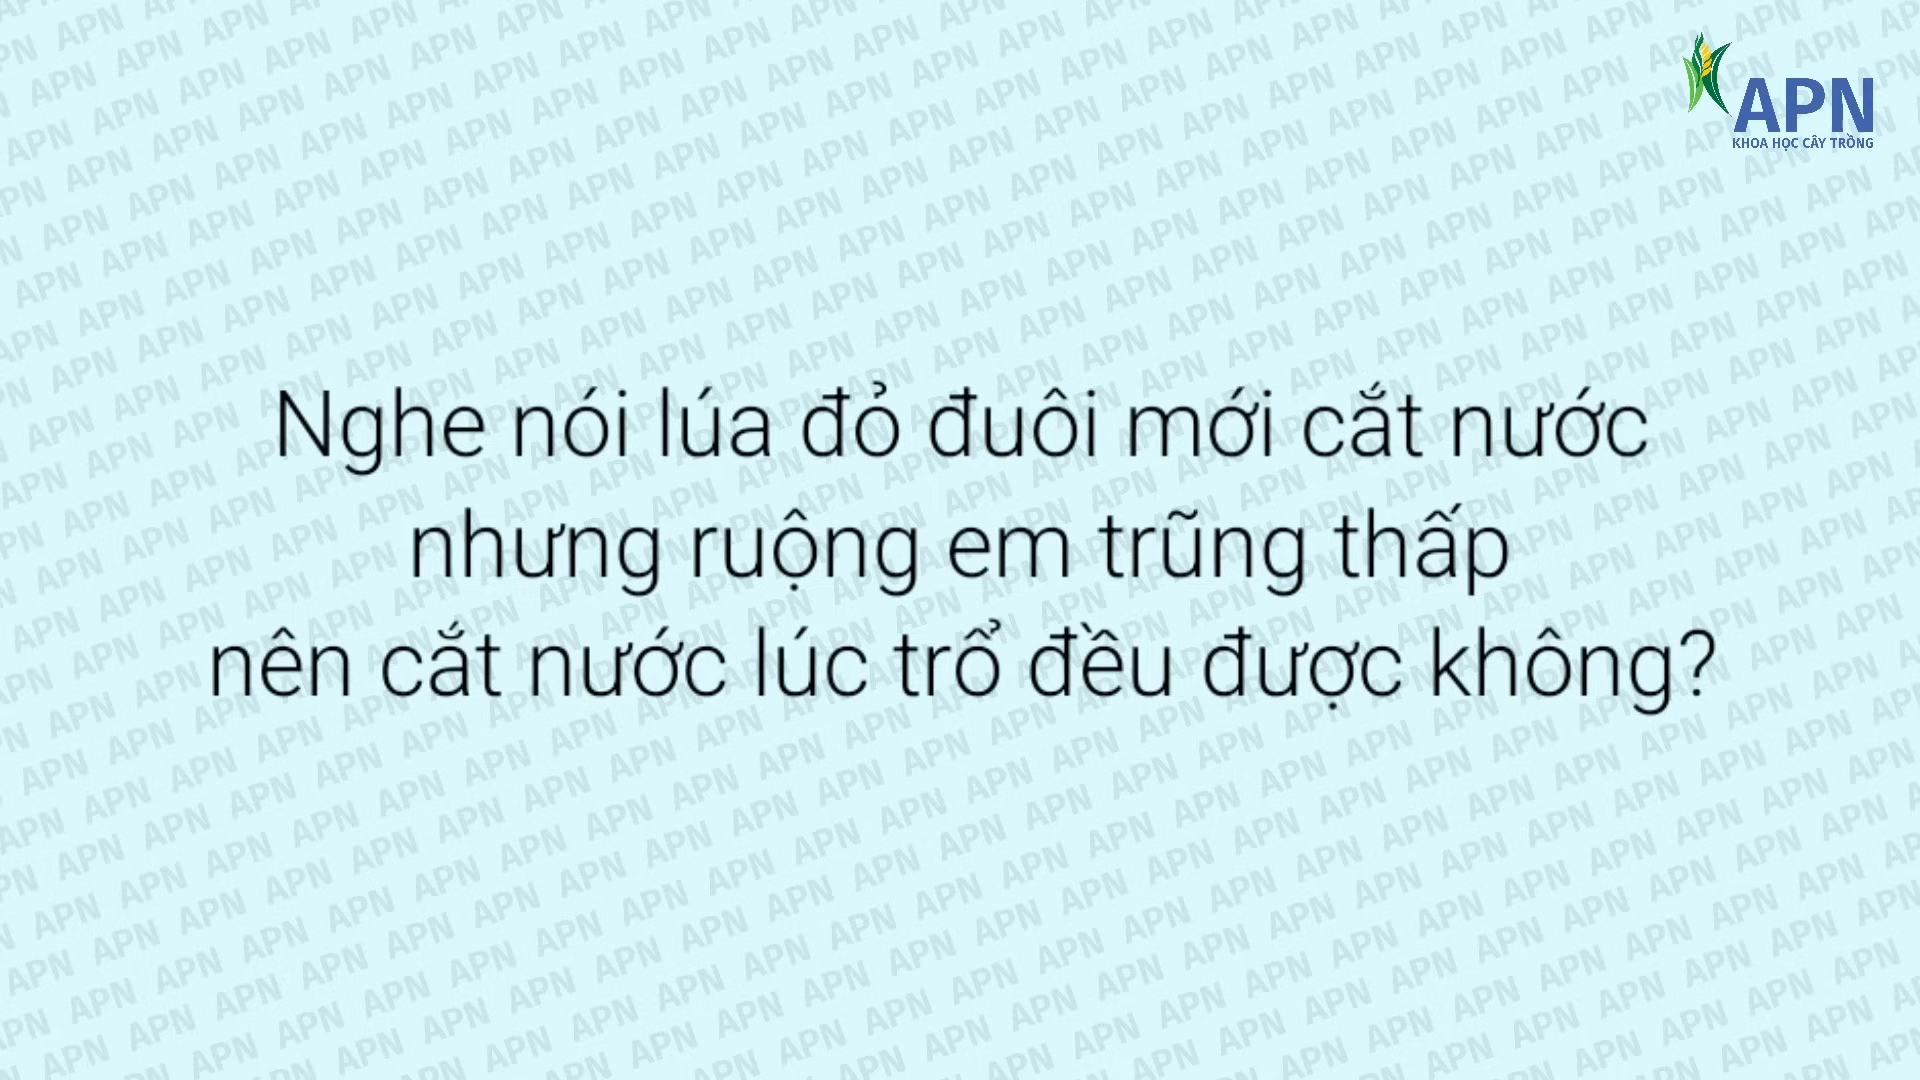 APN
KHOA HỌC CÂY TRỒNG
Nghe nói lúa đỏ đuôi mới cắt nước
nhưng ruộng em trũng thấp
nên cắt nước lúc trổ đều được không?